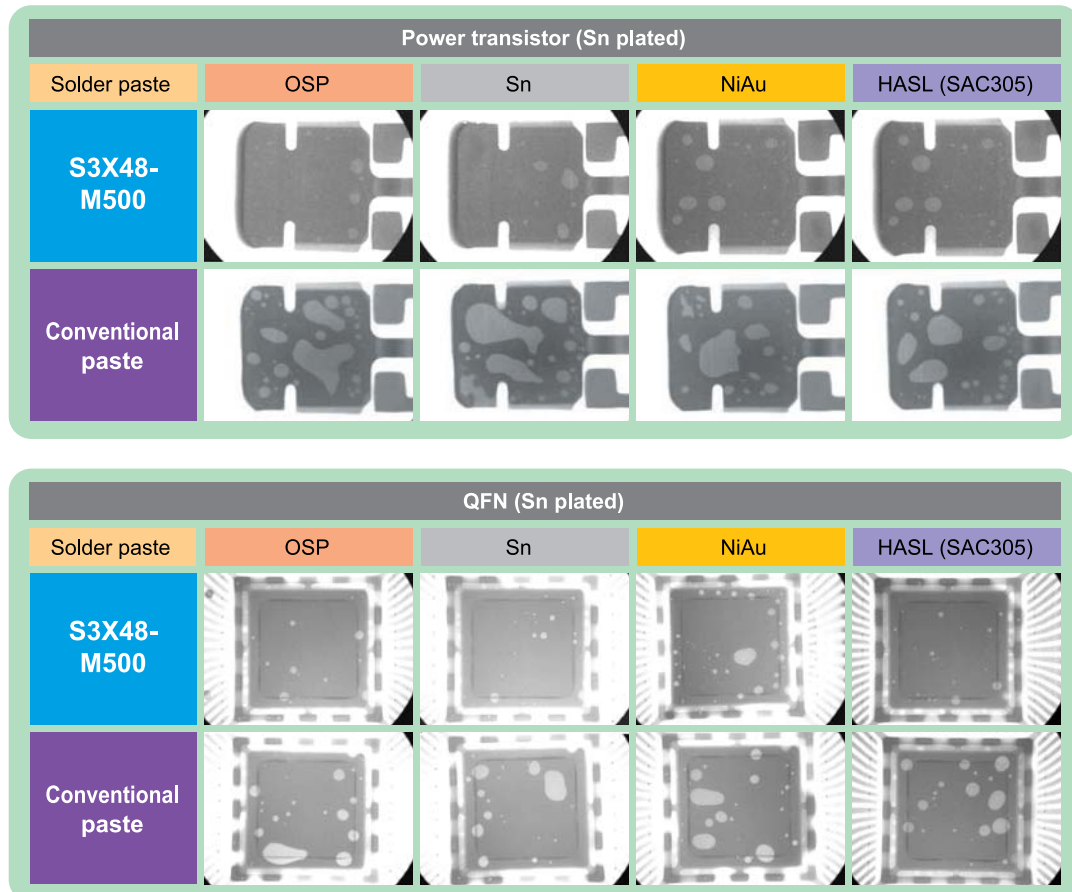 Power transistor (Sn plated)
Solder paste OSP Sn NiAu HASL (SAC305)
S3X48-
M500
Conventional
paste
QFN (Sn plated)
Solder paste OSP Sn NiAu HASL (SAC305)
S3X48-
M500
Conventional
paste